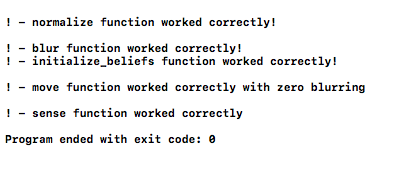 ! - normalize function worked correctly!
! - blur function worked correctly!
! - initialize_beliefs function worked correctly!
! - move function worked correctly with zero blurring
! - sense function worked correctly
Program ended with exit code: 0